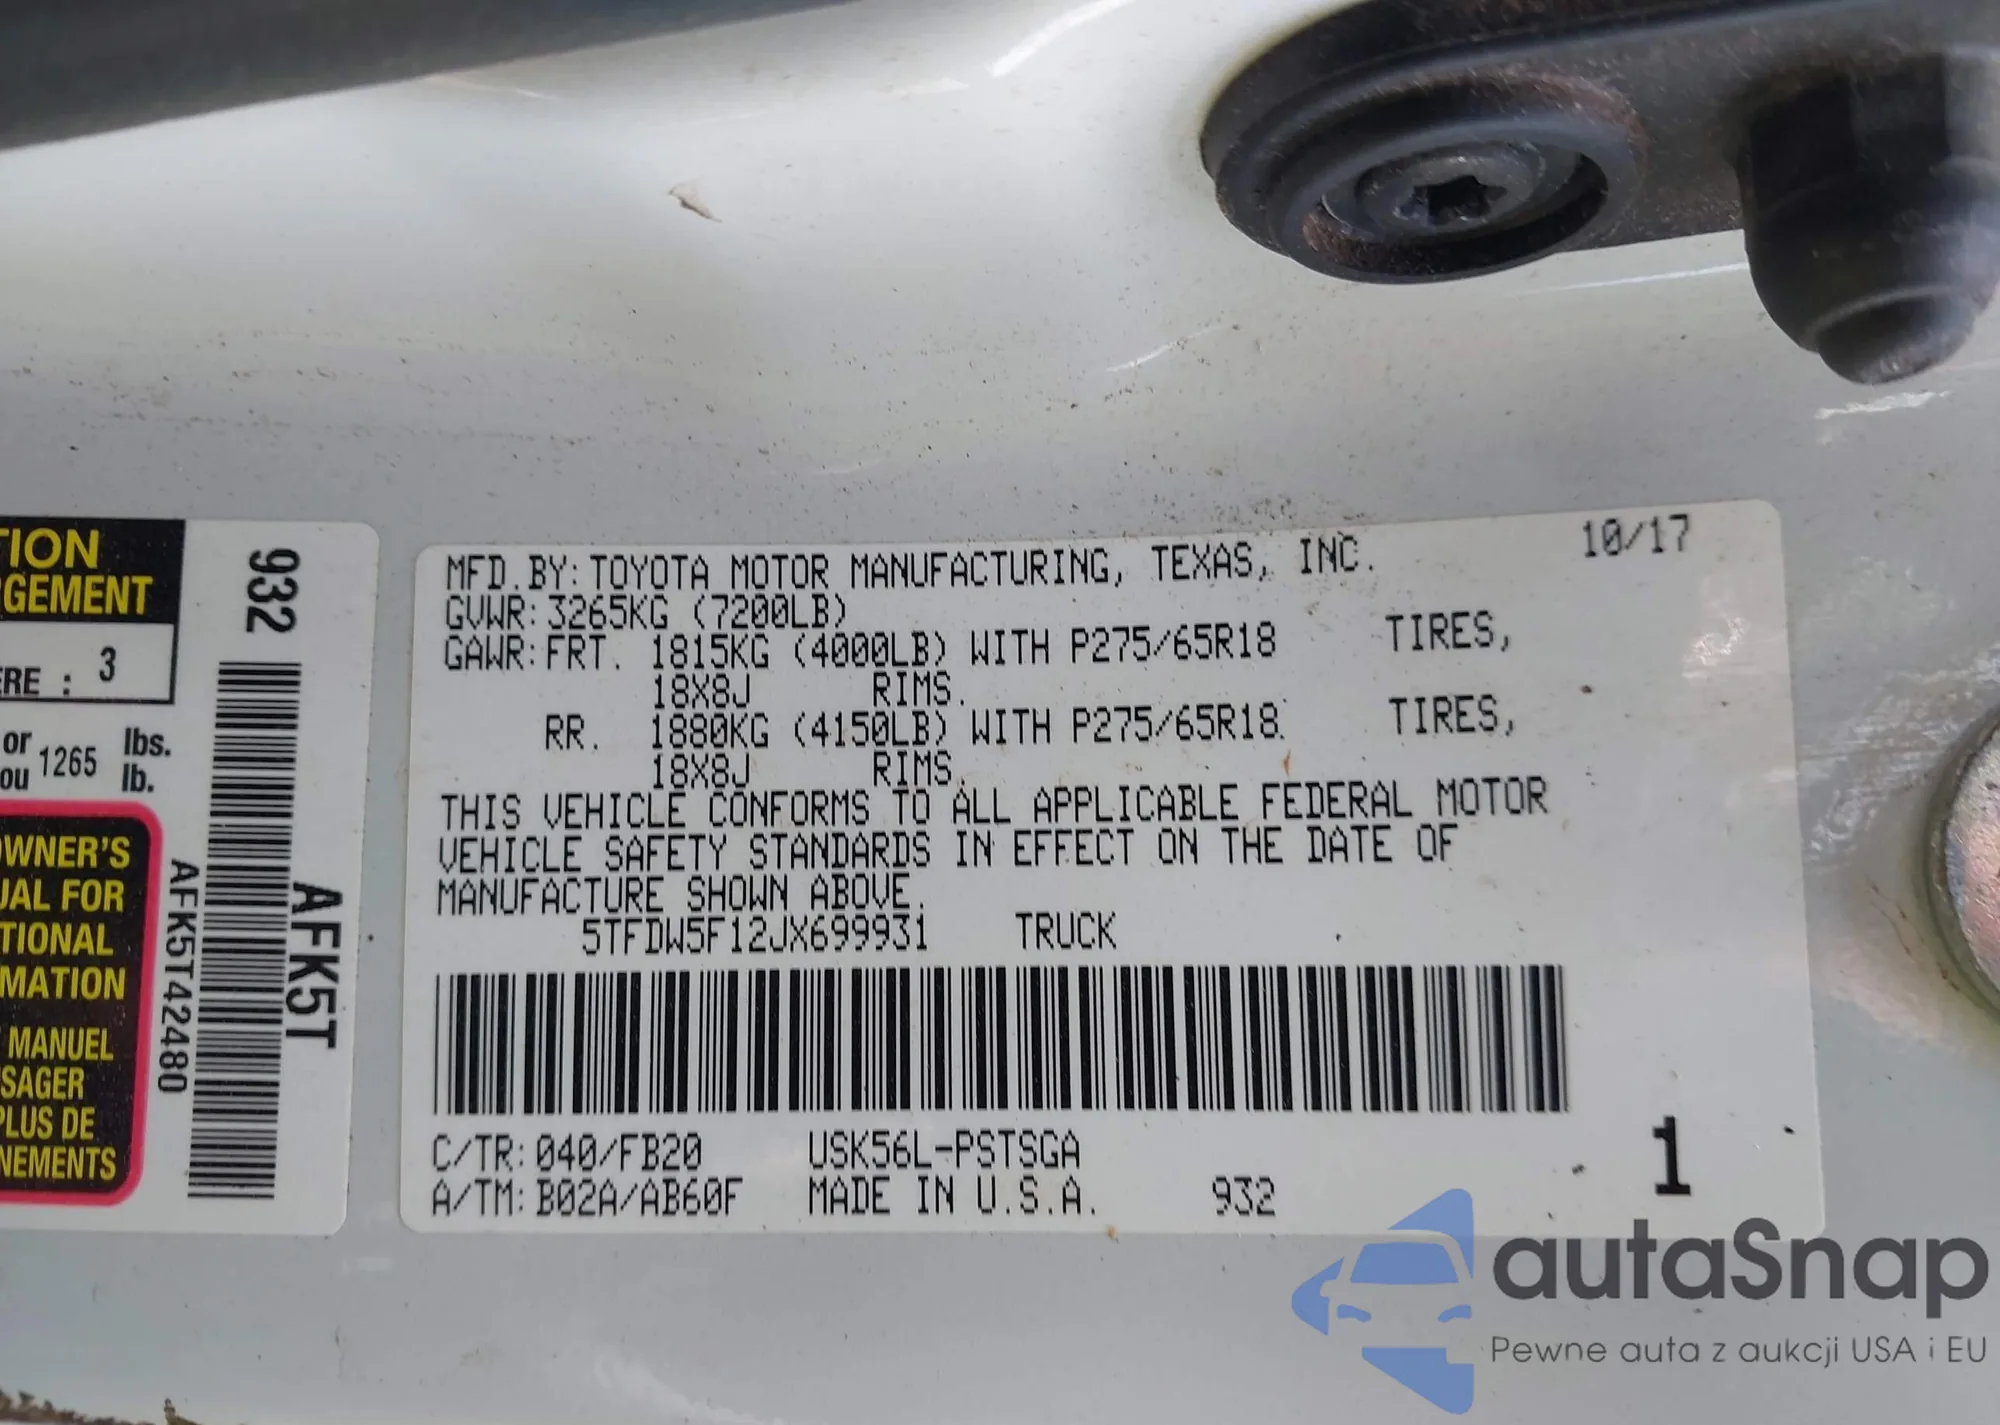 TION
GEMENT
ERE : 3
or 1265 lbs.
ou lb.
OWNER'S
UAL FOR
TIONAL
MATION
MANUEL
SAGER
PLUS DE
NEMENTS
932
AFK5T42480
AFK5T
MFD.BY:TOYOTA MOTOR MANUFACTURING, TEXAS, INC. 10/17
GVWR:3265KG (7200LB)
GAWR:FRT. 1815KG (4000LB) WITH P275/65R18 TIRES,
18X8J RIMS.
RR. 1880KG (4150LB) WITH P275/65R18 TIRES,
18X8J RIMS.
THIS VEHICLE CONFORMS TO ALL APPLICABLE FEDERAL MOTOR
VEHICLE SAFETY STANDARDS IN EFFECT ON THE DATE OF
MANUFACTURE SHOWN ABOVE.
5TFDW5F12JX699931 TRUCK
C/TR:040/FB20 USK56L-PSTSGA 1
A/TM:B02A/AB60F MADE IN U.S.A. 932
autaSnap
Pewne auta z aukcji USA i EU